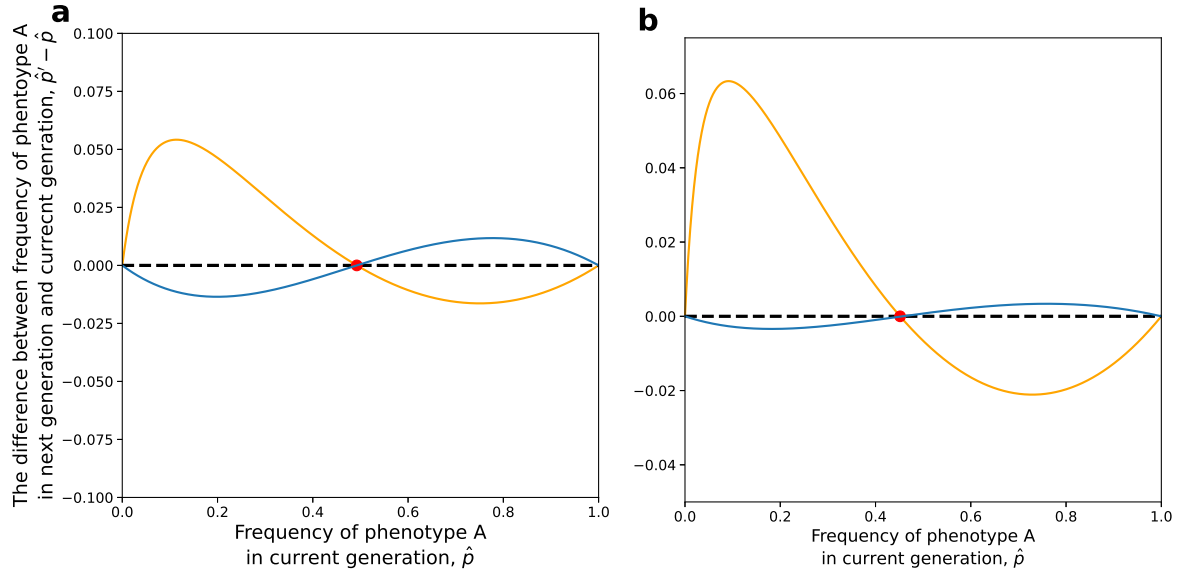 a
The difference between frequency of phentoype A
in next generation and currecnt genration, p̂′ − p̂
0.100
0.075
0.050
0.025
0.000
−0.025
−0.050
−0.075
−0.100
0.0 0.2 0.4 0.6 0.8 1.0
Frequency of phenotype A
in current generation, p̂
b
0.06
0.04
0.02
0.00
−0.02
−0.04
0.0 0.2 0.4 0.6 0.8 1.0
Frequency of phenotype A
in current generation, p̂